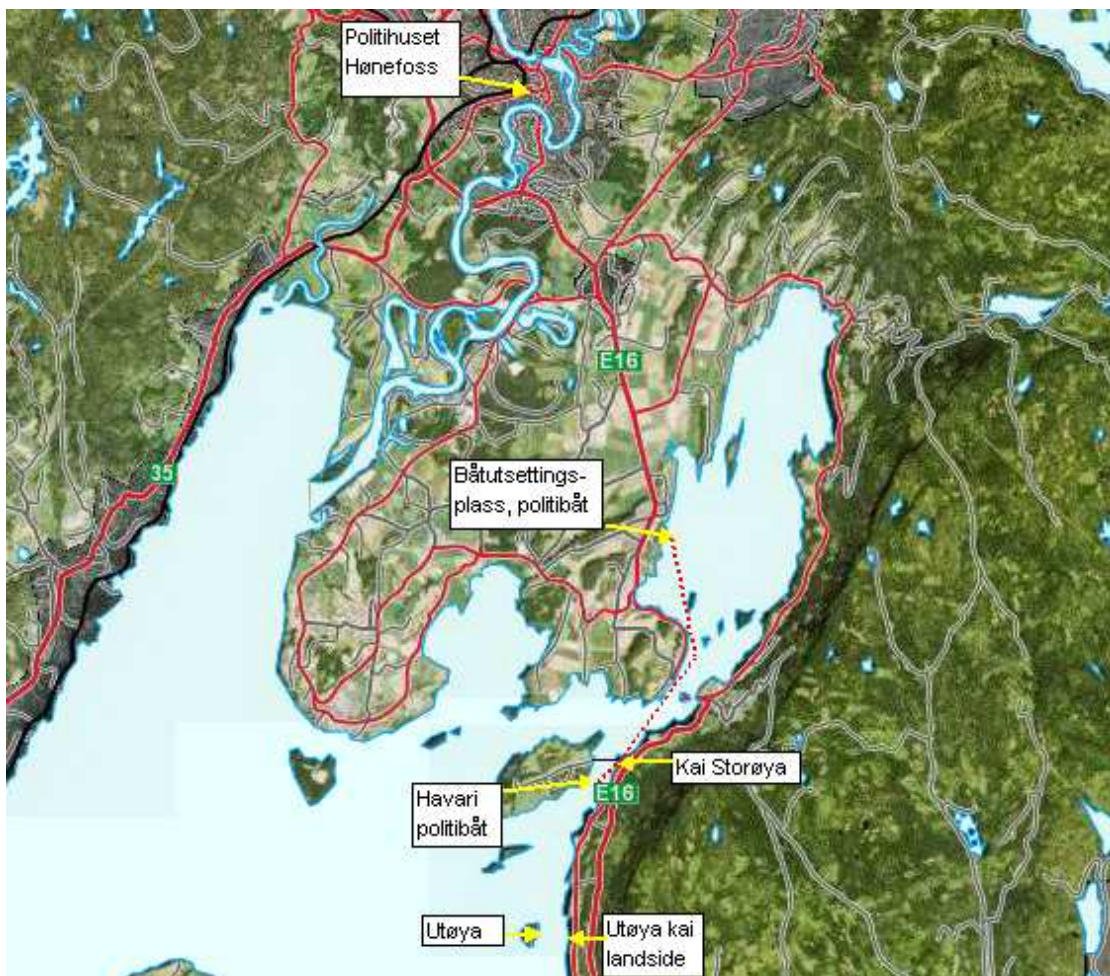 Politihuset
Hønefoss
E16
35
Båtutsettings-
plass, politibåt
Kai Storøya
Havari
politibåt
E16
Utøya
Utøya kai
landside